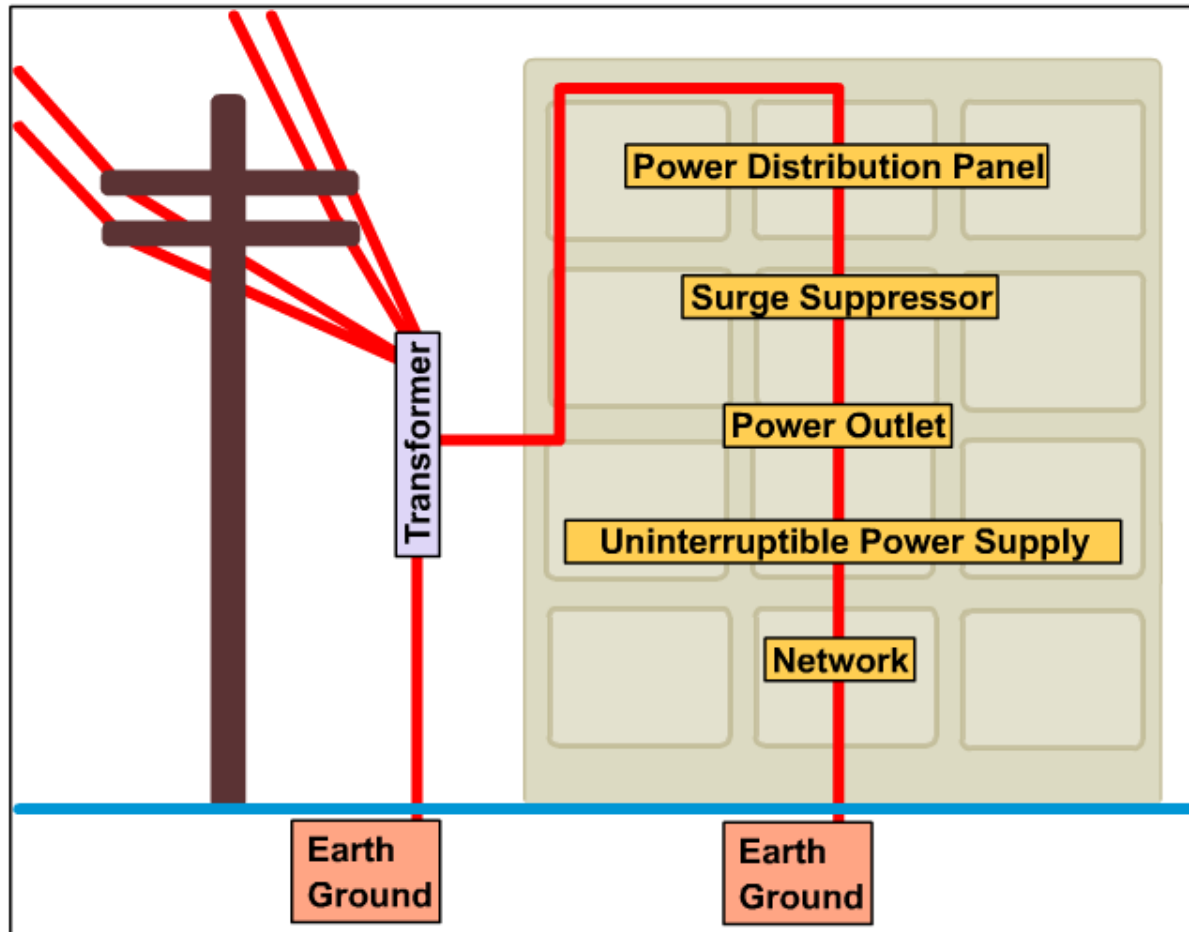 Power Distribution Panel
Surge Suppressor
Transformer
Power Outlet
Uninterruptible Power Supply
Network
Earth
Ground
Earth
Ground